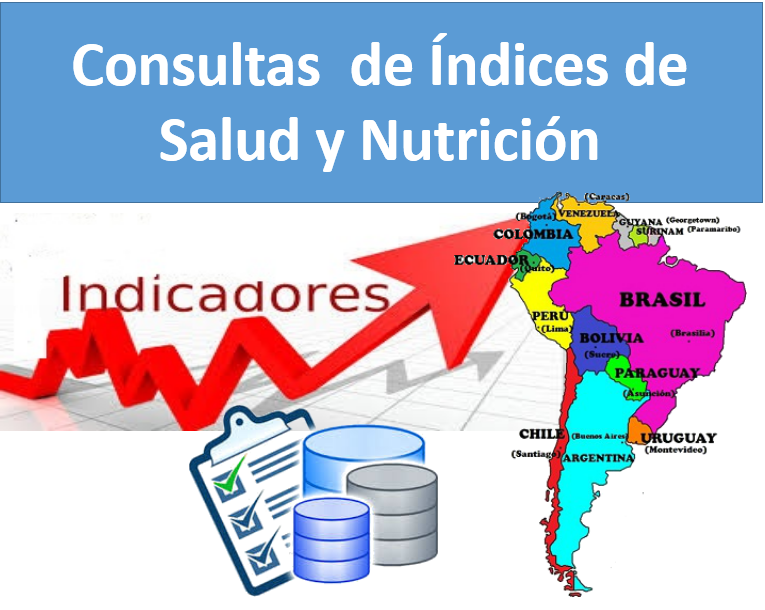 Consultas de Índices de
Salud y Nutrición
Indicadores
(Caracas)
(Bogotá)
VENEZUELA
GUYANA (Georgetown)
SURINAM (Paramaribo)
COLOMBIA
ECUADOR
(Quito)
BRASIL
PERÚ
(Lima)
(Brasilia)
BOLIVIA
(Sucre)
PARAGUAY
(Asunción)
CHILE
(Buenos Aires)
URUGUAY
(Montevideo)
(Santiago)
ARGENTINA